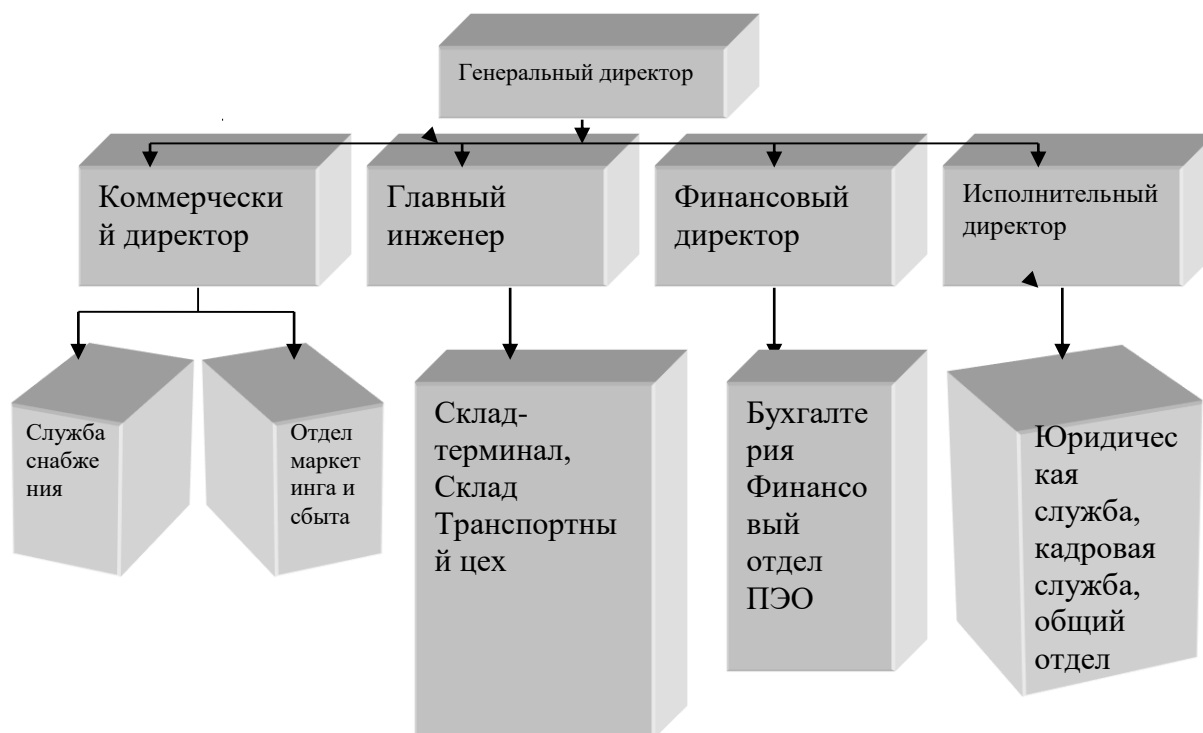 Генеральный директор
Коммерчески
й директор
Главный
инженер
Финансовый
директор
Исполнительный
директор
Служба
снабже
ния
Отдел
маркет
инга и
сбыта
Склад-
терминал,
Склад
Транспортны
й цех
Бухгалте
рия
Финансо
вый
отдел
ПЭО
Юридичес
кая
служба,
кадровая
служба,
общий
отдел